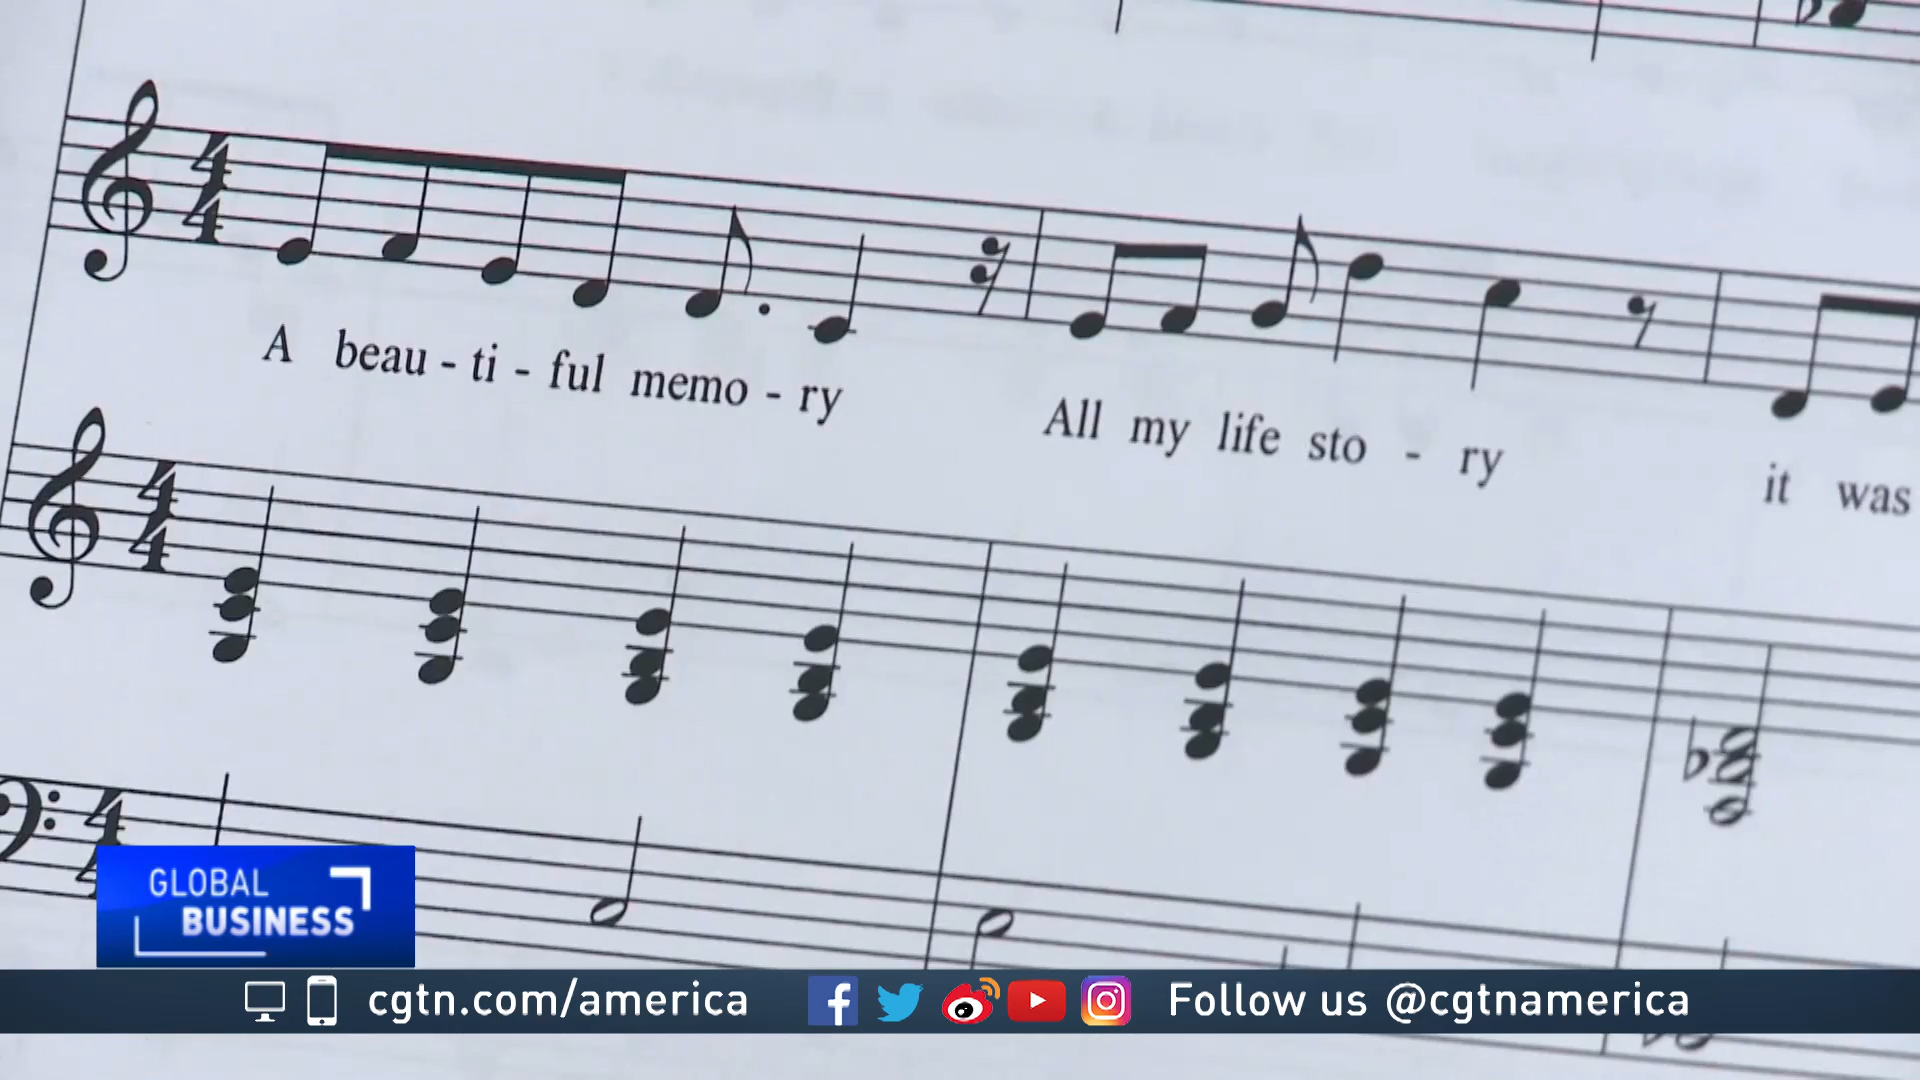 A beau - ti - ful memo - ry All my life sto - ry it was
GLOBAL
BUSINESS
cgtn.com/america Follow us @cgtnamerica